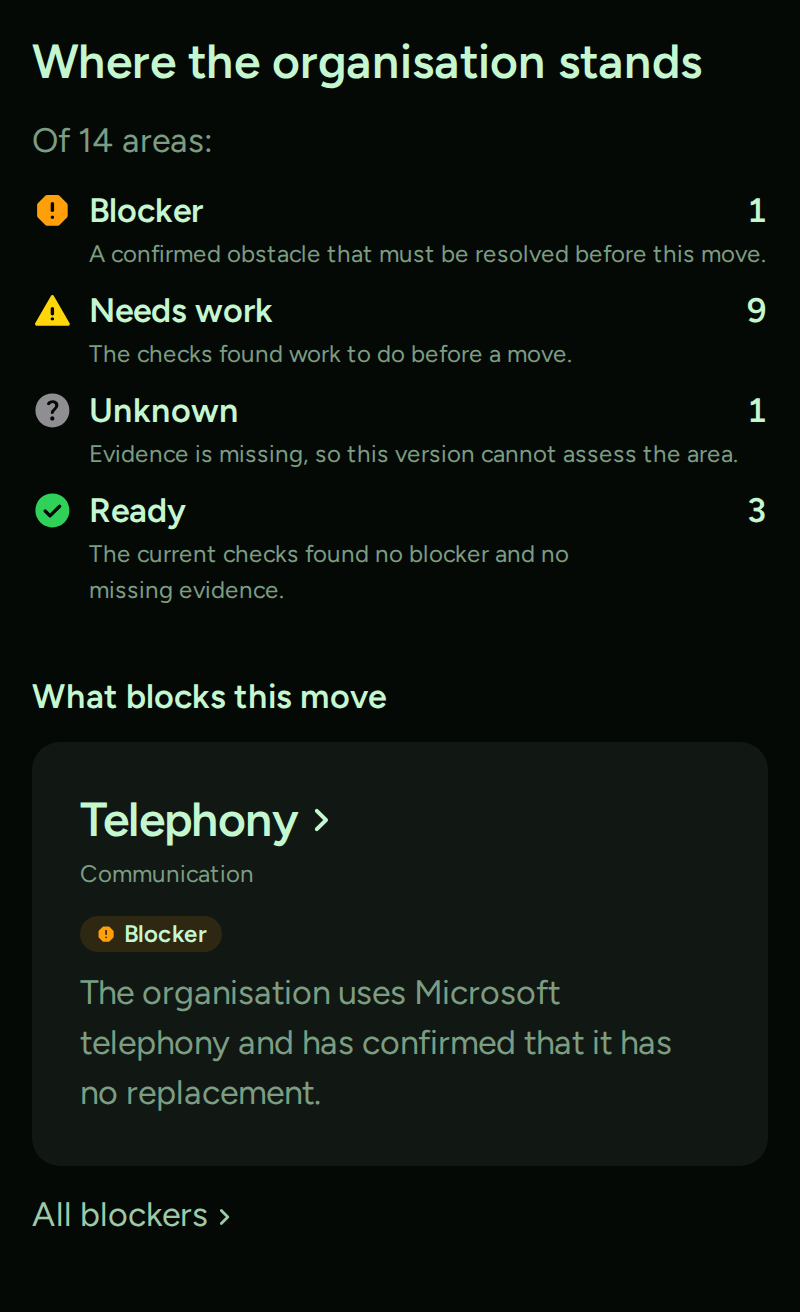 Where the organisation stands
Of 14 areas:
Blocker 1
A confirmed obstacle that must be resolved before this move.
Needs work 9
The checks found work to do before a move.
Unknown 1
Evidence is missing, so this version cannot assess the area.
Ready 3
The current checks found no blocker and no
missing evidence.
What blocks this move
Telephony
Communication
Blocker
The organisation uses Microsoft
telephony and has confirmed that it has
no replacement.
All blockers